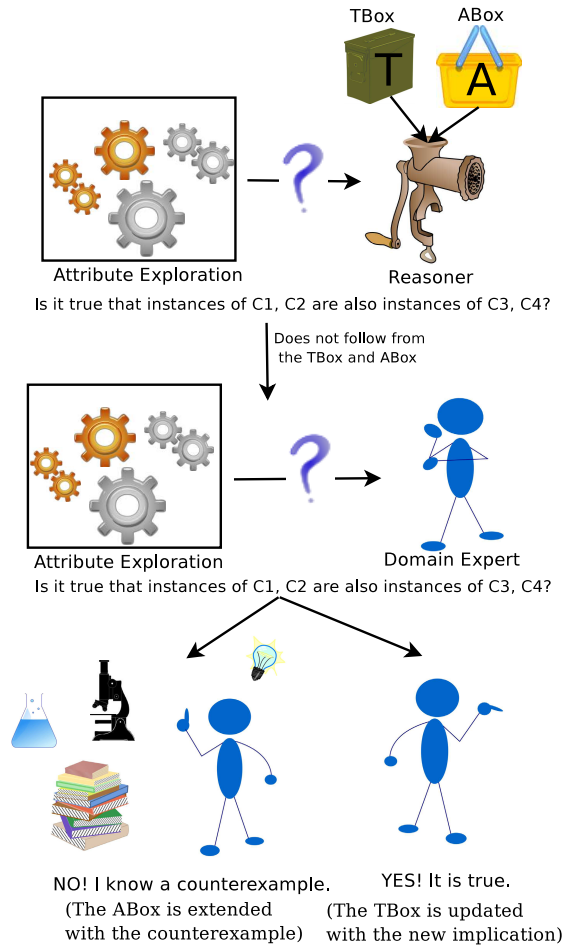 TBox
ABox
T
A
Attribute Exploration
Reasoner
Is it true that instances of C1, C2 are also instances of C3, C4?
Does not follow from
the TBox and ABox
Attribute Exploration
Domain Expert
Is it true that instances of C1, C2 are also instances of C3, C4?
NO! I know a counterexample.
(The ABox is extended
with the counterexample)
YES! It is true.
(The TBox is updated
with the new implication)